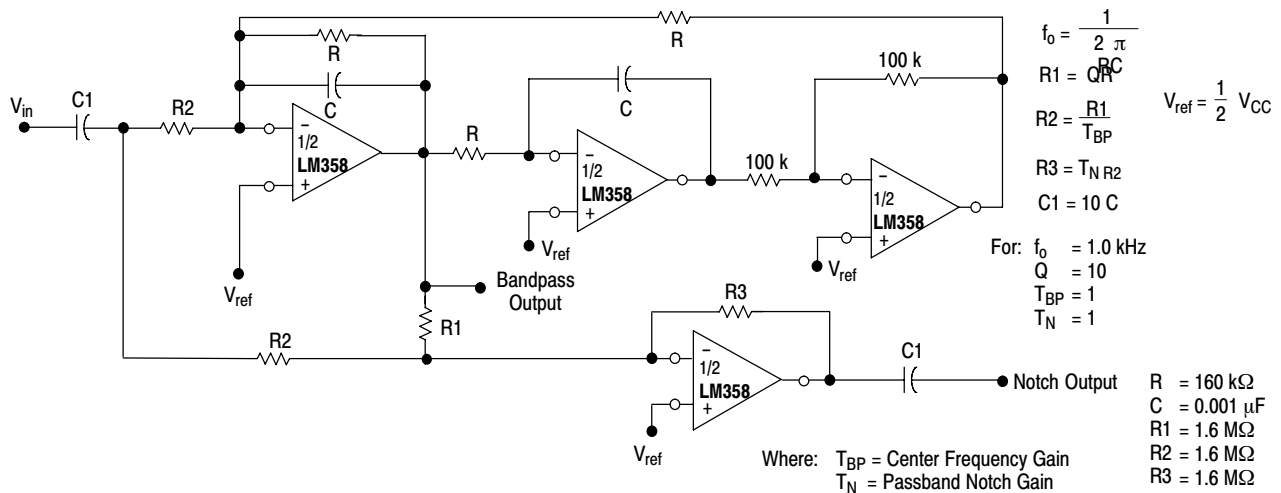 R
R
C
C1
V_in
R2
−
1/2
LM358
+
V_ref
R
C
−
1/2
LM358
+
V_ref
100 k
100 k
−
1/2
LM358
+
V_ref
Bandpass
Output
R1
R2
R3
−
1/2
LM358
+
V_ref
C1
Notch Output
f_o = 1 / 2 π RC
R1 = QR
R2 = R1 / T_BP
R3 = T_N R2
C1 = 10 C
V_ref = 1/2 V_CC
For: f_o = 1.0 kHz
Q = 10
T_BP = 1
T_N = 1
R = 160 kΩ
C = 0.001 μF
R1 = 1.6 MΩ
R2 = 1.6 MΩ
R3 = 1.6 MΩ
Where: T_BP = Center Frequency Gain
T_N = Passband Notch Gain